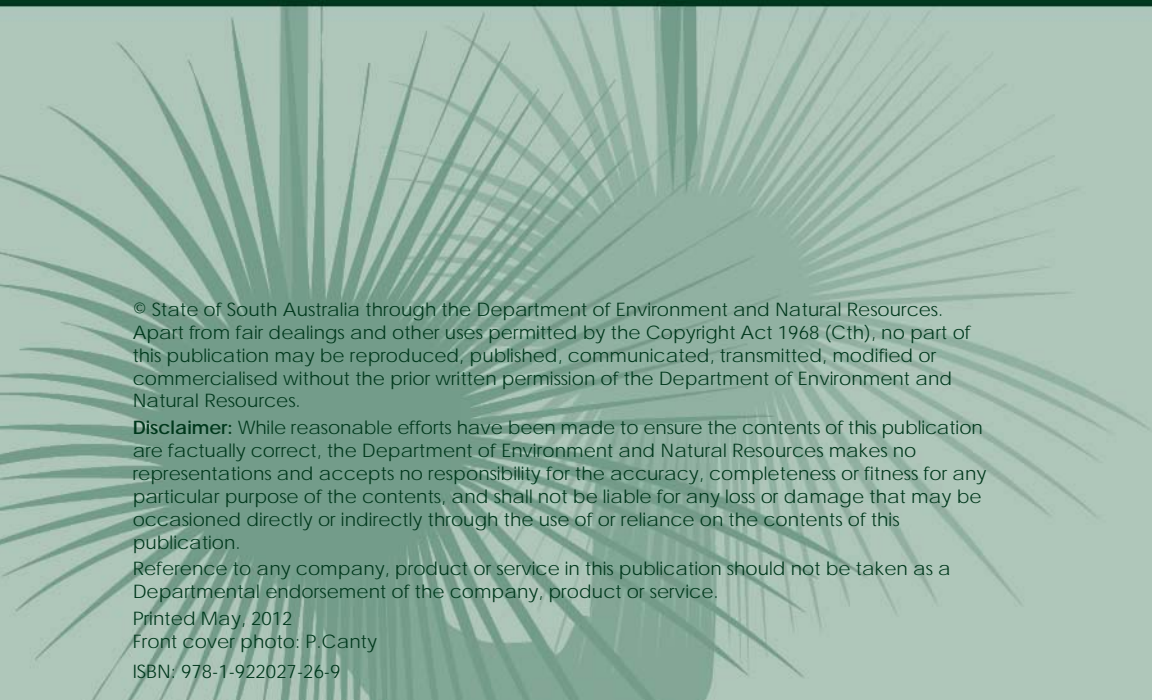 © State of South Australia through the Department of Environment and Natural Resources.
Apart from fair dealings and other uses permitted by the Copyright Act 1968 (Cth), no part of
this publication may be reproduced, published, communicated, transmitted, modified or
commercialised without the prior written permission of the Department of Environment and
Natural Resources.
Disclaimer: While reasonable efforts have been made to ensure the contents of this publication
are factually correct, the Department of Environment and Natural Resources makes no
representations and accepts no responsibility for the accuracy, completeness or fitness for any
particular purpose of the contents, and shall not be liable for any loss or damage that may be
occasioned directly or indirectly through the use of or reliance on the contents of this
publication.
Reference to any company, product or service in this publication should not be taken as a
Departmental endorsement of the company, product or service.
Printed May, 2012
Front cover photo: P.Canty
ISBN: 978-1-922027-26-9